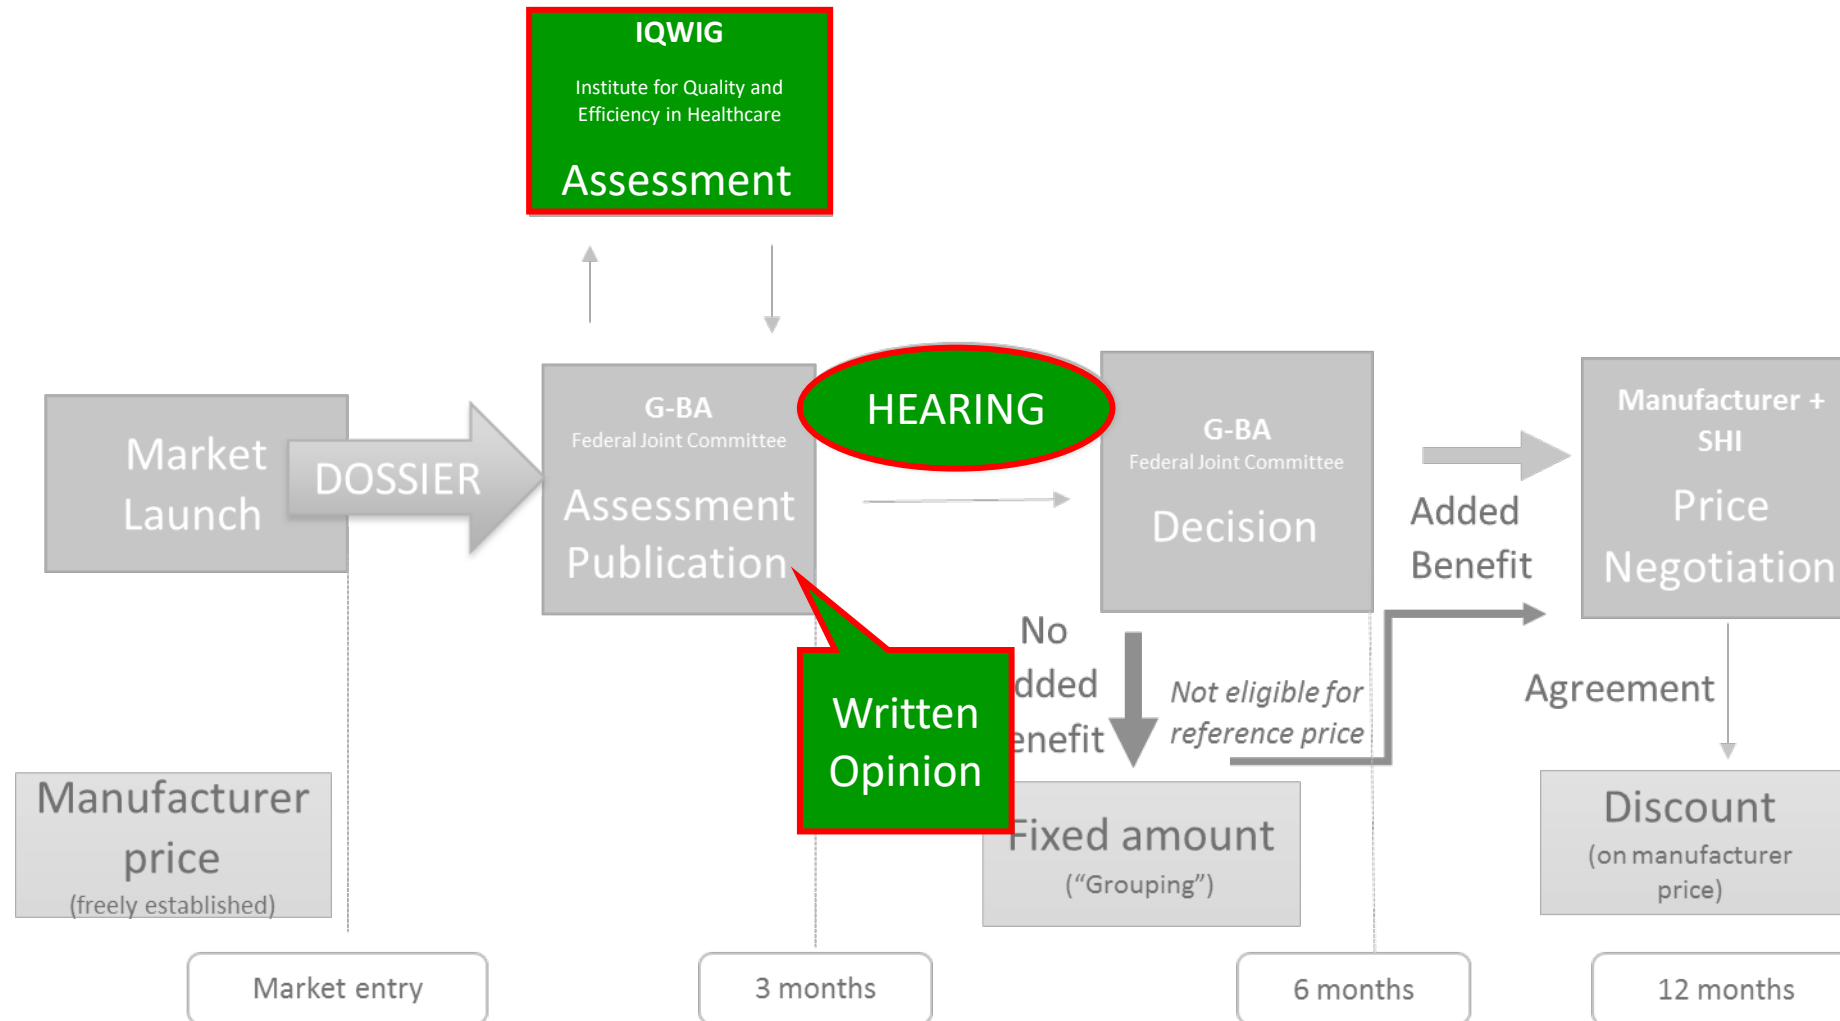 IQWIG
Institute for Quality and
Efficiency in Healthcare
Assessment
Market
Launch
DOSSIER
G-BA
Federal Joint Committee
Assessment
Publication
HEARING
G-BA
Federal Joint Committee
Decision
Added
Benefit
Manufacturer +
SHI
Price
Negotiation
Written
Opinion
No
dded
enefit
Not eligible for
reference price
Agreement
Manufacturer
price
(freely established)
Fixed amount
(“Grouping”)
Discount
(on manufacturer
price)
Market entry
3 months
6 months
12 months